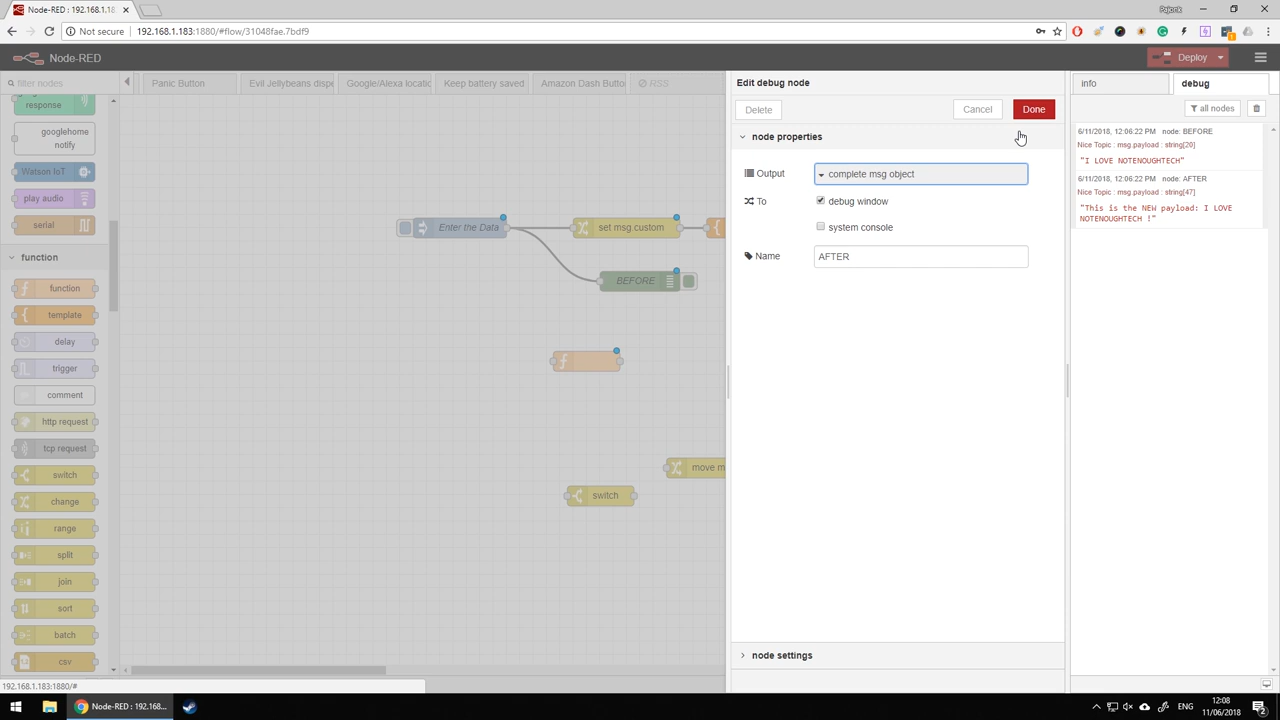 Node-RED : 192.168.1.18
Pajonk
Not secure
192.168.1.183:1880/#flow/31048fae.7bdf9
Node-RED
Deploy
filter nodes
Panic Button
Evil Jellybeans dispe
Google/Alexa locatio
Keep battery saved
Amazon Dash Button
RSS
Edit debug node
info
debug
Delete
Cancel
Done
all nodes
response
googlehome
notify
Watson IoT
play audio
serial
function
function
template
delay
trigger
comment
http request
tcp request
switch
change
range
split
join
sort
batch
csv
Enter the Data
set msg.custom
BEFORE
move m
switch
node properties
Output
complete msg object
To
debug window
system console
Name
AFTER
node settings
6/11/2018, 12:06:22 PM node: BEFORE
Nice Topic : msg.payload : string[20]
"I LOVE NOTENOUGHTECH"
6/11/2018, 12:06:22 PM node: AFTER
Nice Topic : msg.payload : string[47]
"This is the NEW payload: I LOVE
NOTENOUGHTECH !"
192.168.1.183:1880/#
Node-RED : 192.168...
ENG
12:08
11/06/2018
2